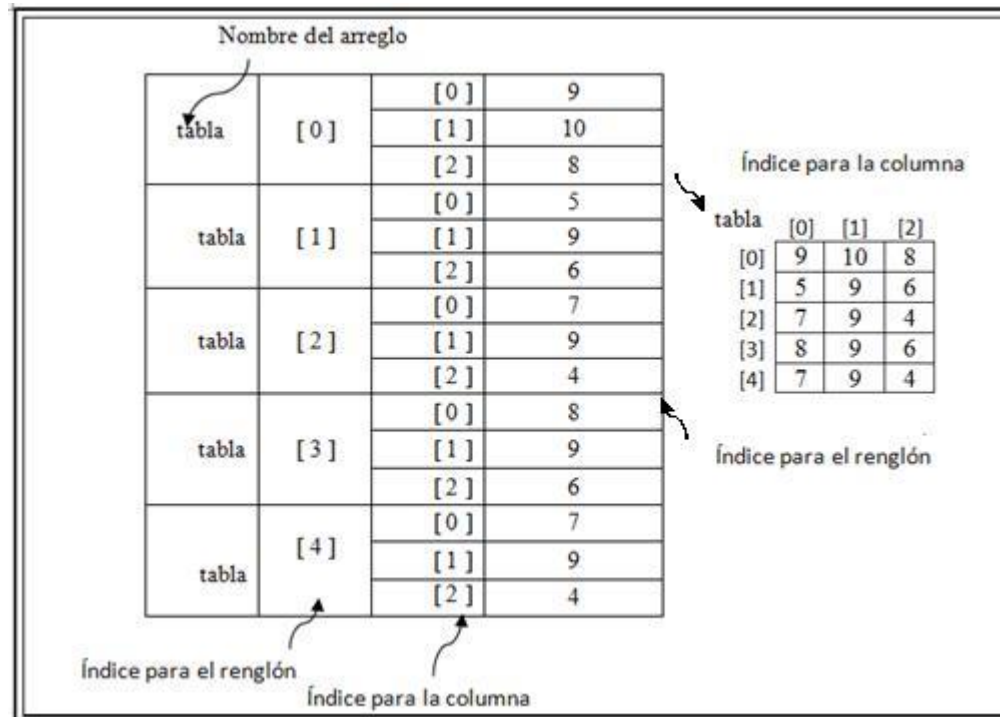 Nombre del arreglo
tabla [0] [0] 9
[1] 10
[2] 8
tabla [1] [0] 5
[1] 9
[2] 6
tabla [2] [0] 7
[1] 9
[2] 4
tabla [3] [0] 8
[1] 9
[2] 6
tabla [4] [0] 7
[1] 9
[2] 4
Índice para el renglón
Índice para la columna
Índice para la columna
tabla [0] [1] [2]
[0] 9 10 8
[1] 5 9 6
[2] 7 9 4
[3] 8 9 6
[4] 7 9 4
Índice para el renglón